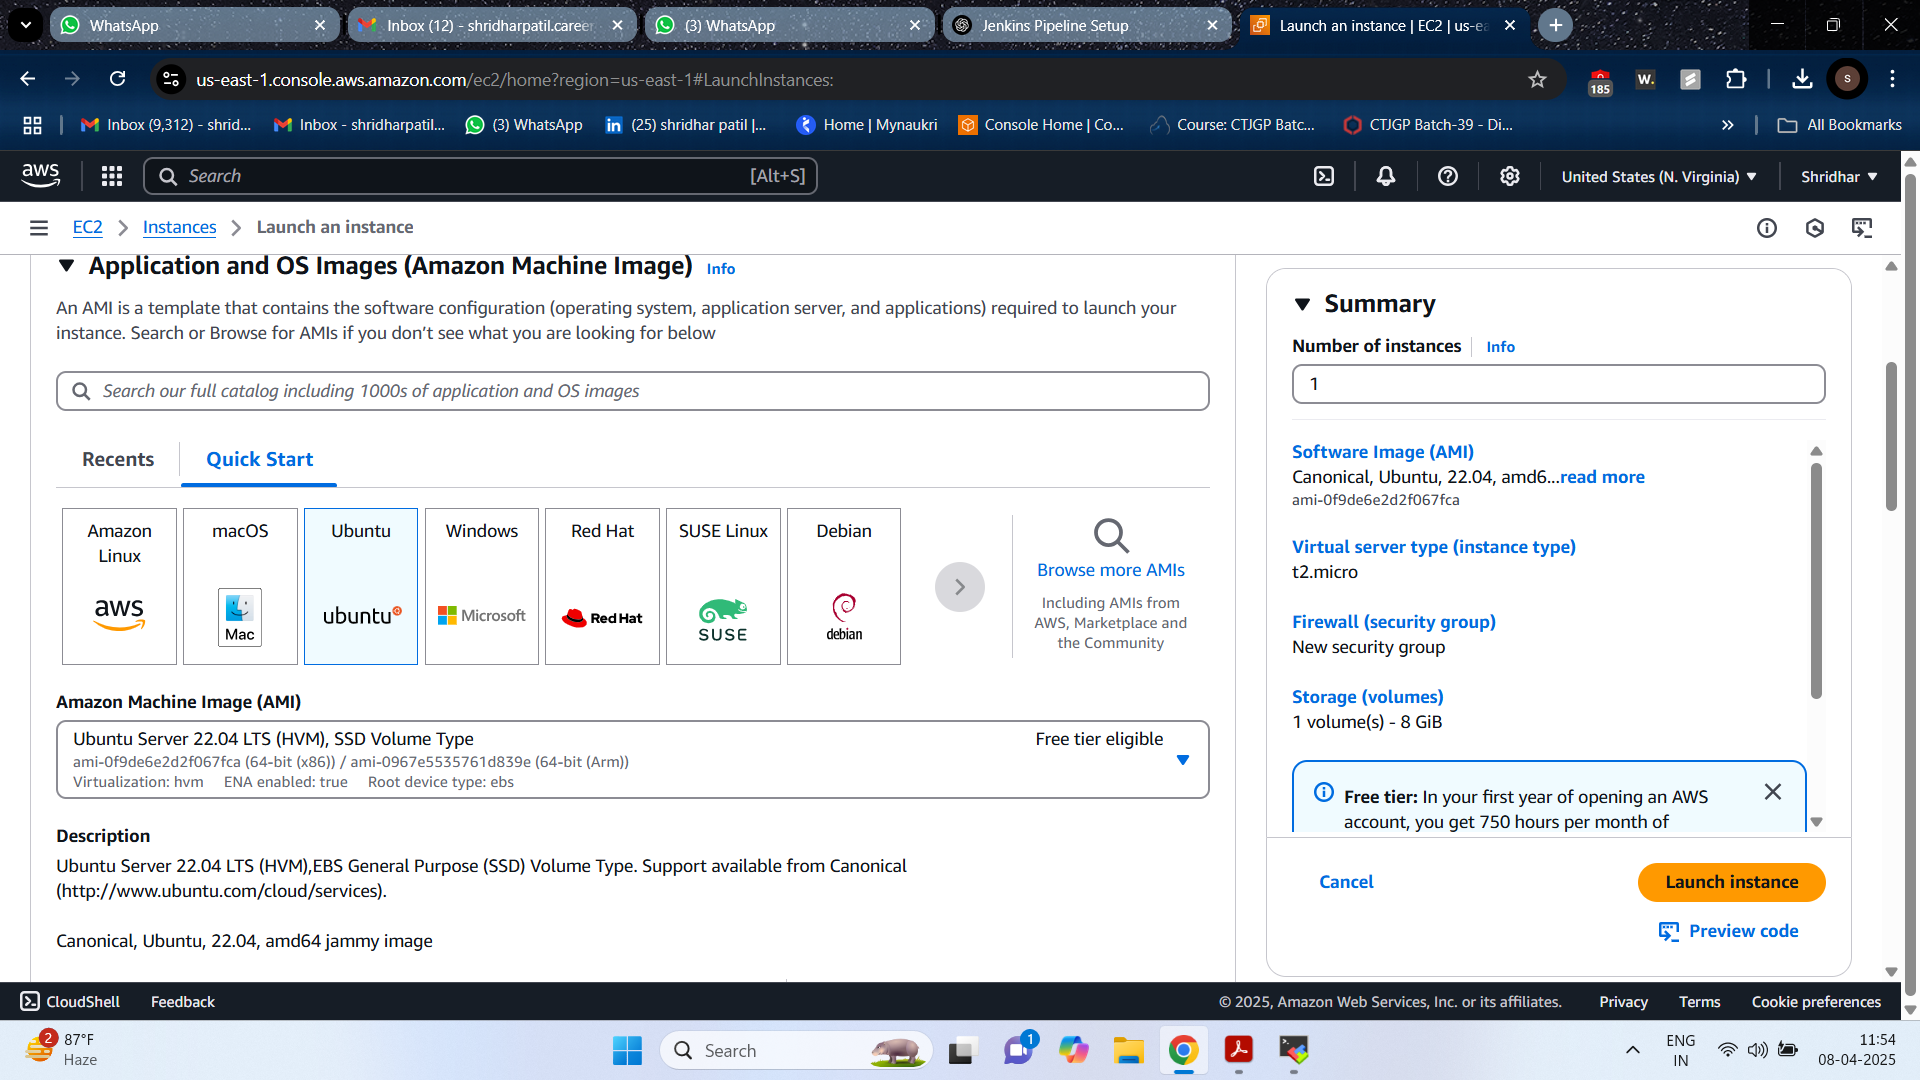 WhatsApp
Inbox (12) - shridharpatil.career
(3) WhatsApp
Jenkins Pipeline Setup
Launch an instance | EC2 | us-ea
us-east-1.console.aws.amazon.com/ec2/home?region=us-east-1#LaunchInstances:
185
W.
S
Inbox (9,312) - shrid...
Inbox - shridharpatil...
(3) WhatsApp
(25) shridhar patil |...
Home | Mynaukri
Console Home | Co...
Course: CTJGP Batc...
CTJGP Batch-39 - Di...
All Bookmarks
aws
Search
[Alt+S]
United States (N. Virginia)
Shridhar
EC2
Instances
Launch an instance
Application and OS Images (Amazon Machine Image) Info
An AMI is a template that contains the software configuration (operating system, application server, and applications) required to launch your
instance. Search or Browse for AMIs if you don’t see what you are looking for below
Search our full catalog including 1000s of application and OS images
Recents
Quick Start
Amazon
Linux
aws
macOS
Mac
Ubuntu
ubuntu
Windows
Microsoft
Red Hat
Red Hat
SUSE Linux
SUSE
Debian
debian
Browse more AMIs
Including AMIs from
AWS, Marketplace and
the Community
Amazon Machine Image (AMI)
Ubuntu Server 22.04 LTS (HVM), SSD Volume Type
Free tier eligible
ami-0f9de6e2d2f067fca (64-bit (x86)) / ami-0967e5535761d839e (64-bit (Arm))
Virtualization: hvm ENA enabled: true Root device type: ebs
Description
Ubuntu Server 22.04 LTS (HVM),EBS General Purpose (SSD) Volume Type. Support available from Canonical
(http://www.ubuntu.com/cloud/services).
Canonical, Ubuntu, 22.04, amd64 jammy image
Summary
Number of instances Info
1
Software Image (AMI)
Canonical, Ubuntu, 22.04, amd6...read more
ami-0f9de6e2d2f067fca
Virtual server type (instance type)
t2.micro
Firewall (security group)
New security group
Storage (volumes)
1 volume(s) - 8 GiB
Free tier: In your first year of opening an AWS
account, you get 750 hours per month of
Cancel
Launch instance
Preview code
CloudShell
Feedback
© 2025, Amazon Web Services, Inc. or its affiliates.
Privacy
Terms
Cookie preferences
2
87°F
Haze
Search
1
ENG
IN
11:54
08-04-2025